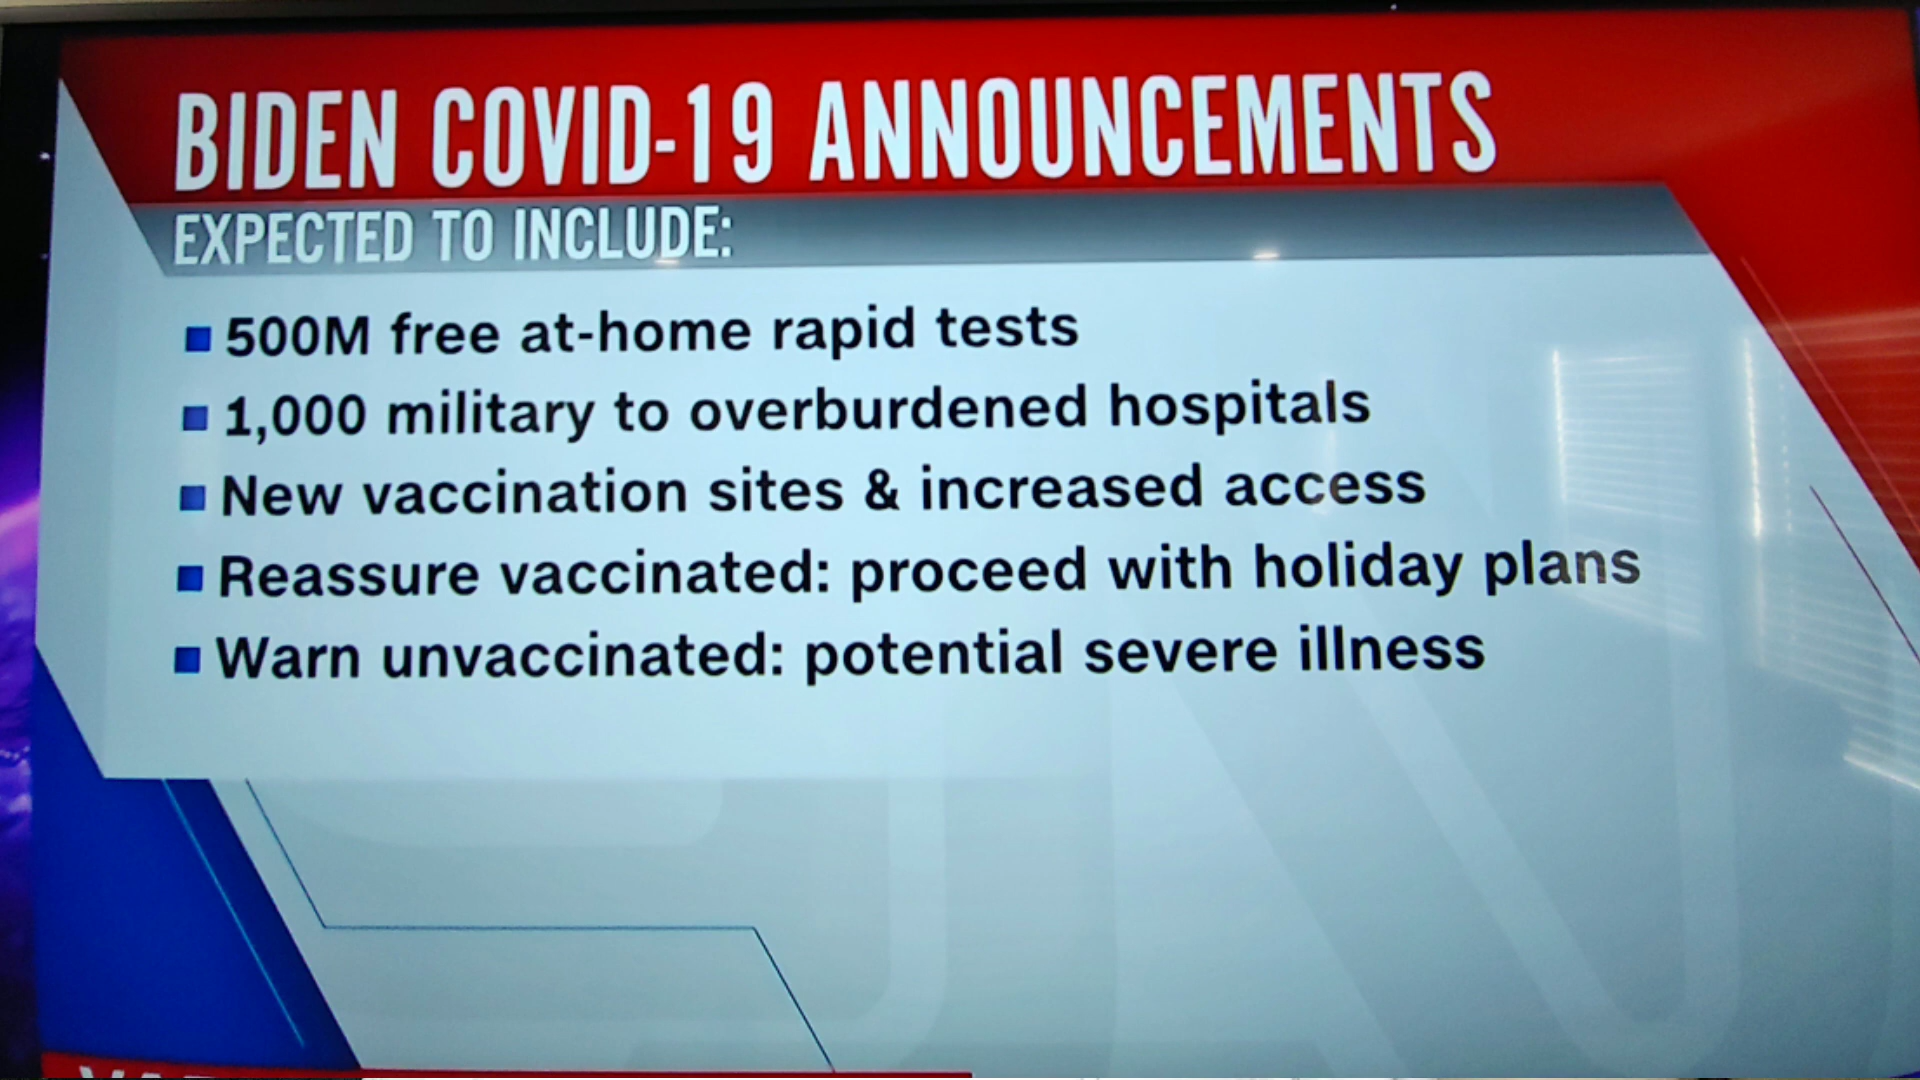 BIDEN COVID-19 ANNOUNCEMENTS
EXPECTED TO INCLUDE:
500M free at-home rapid tests
1,000 military to overburdened hospitals
New vaccination sites & increased access
Reassure vaccinated: proceed with holiday plans
Warn unvaccinated: potential severe illness